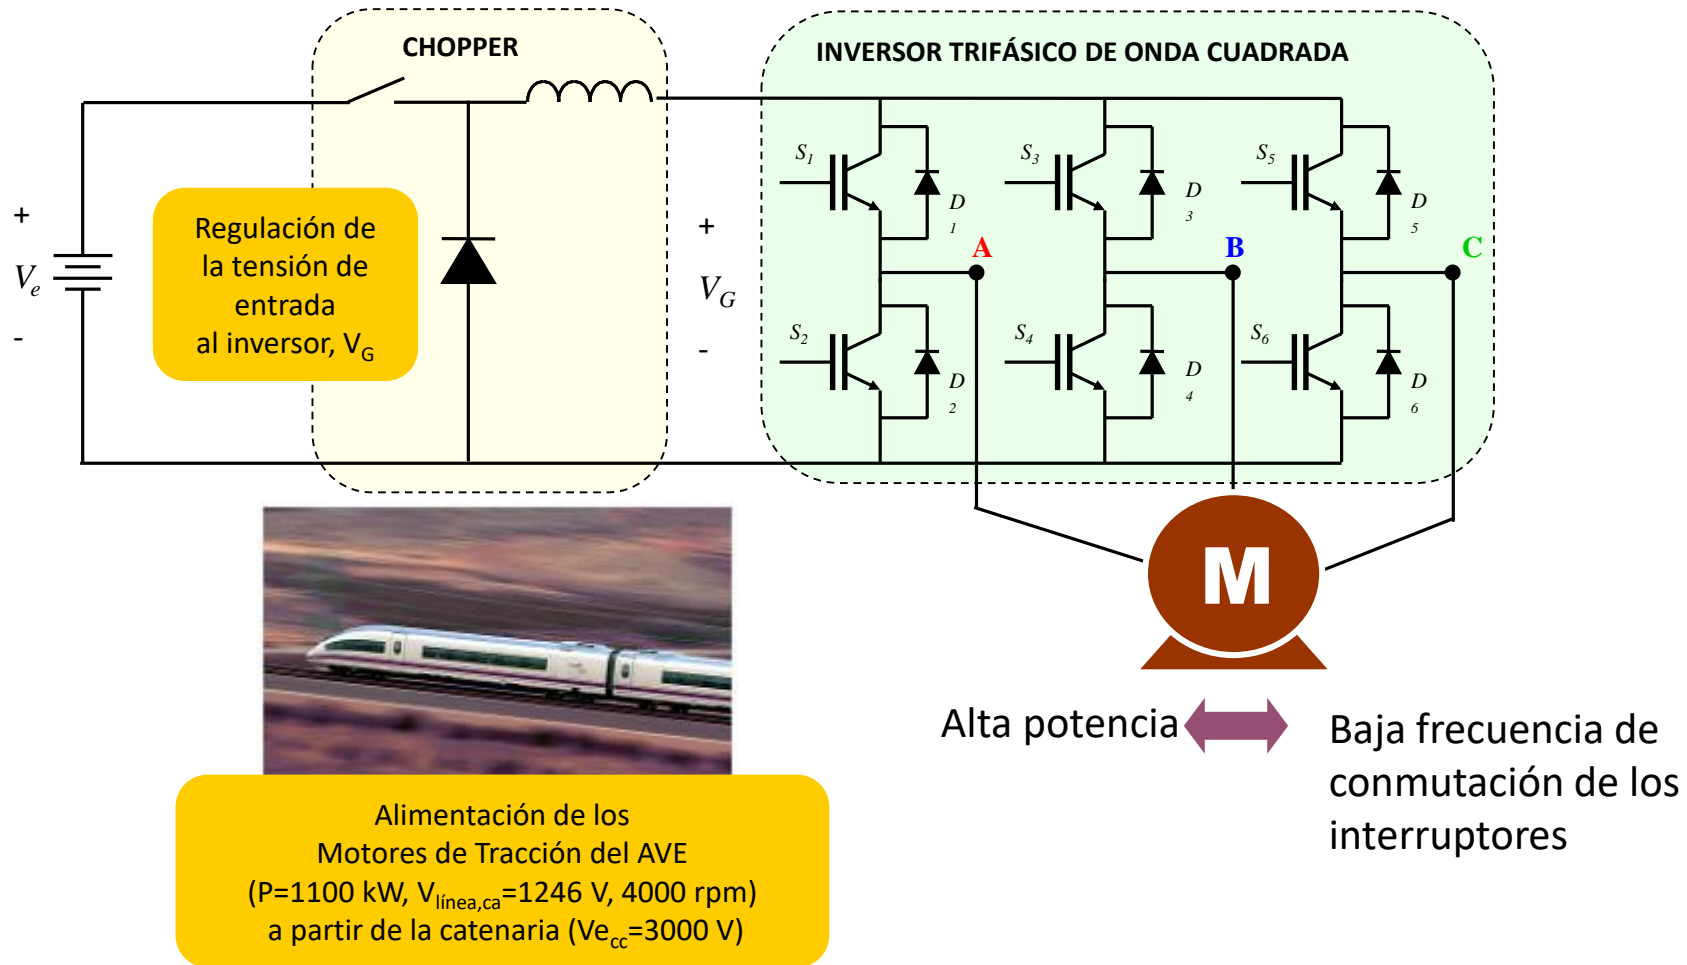 CHOPPER
INVERSOR TRIFÁSICO DE ONDA CUADRADA
S1
S3
S5
D
1
D
3
D
5
+
Ve
-
Regulación de
la tensión de
entrada
al inversor, VG
+
VG
-
A
B
C
S2
S4
S6
D
2
D
4
D
6
M
Alta potencia
Baja frecuencia de
conmutación de los
interruptores
Alimentación de los
Motores de Tracción del AVE
(P=1100 kW, Vlínea,ca=1246 V, 4000 rpm)
a partir de la catenaria (Vecc=3000 V)